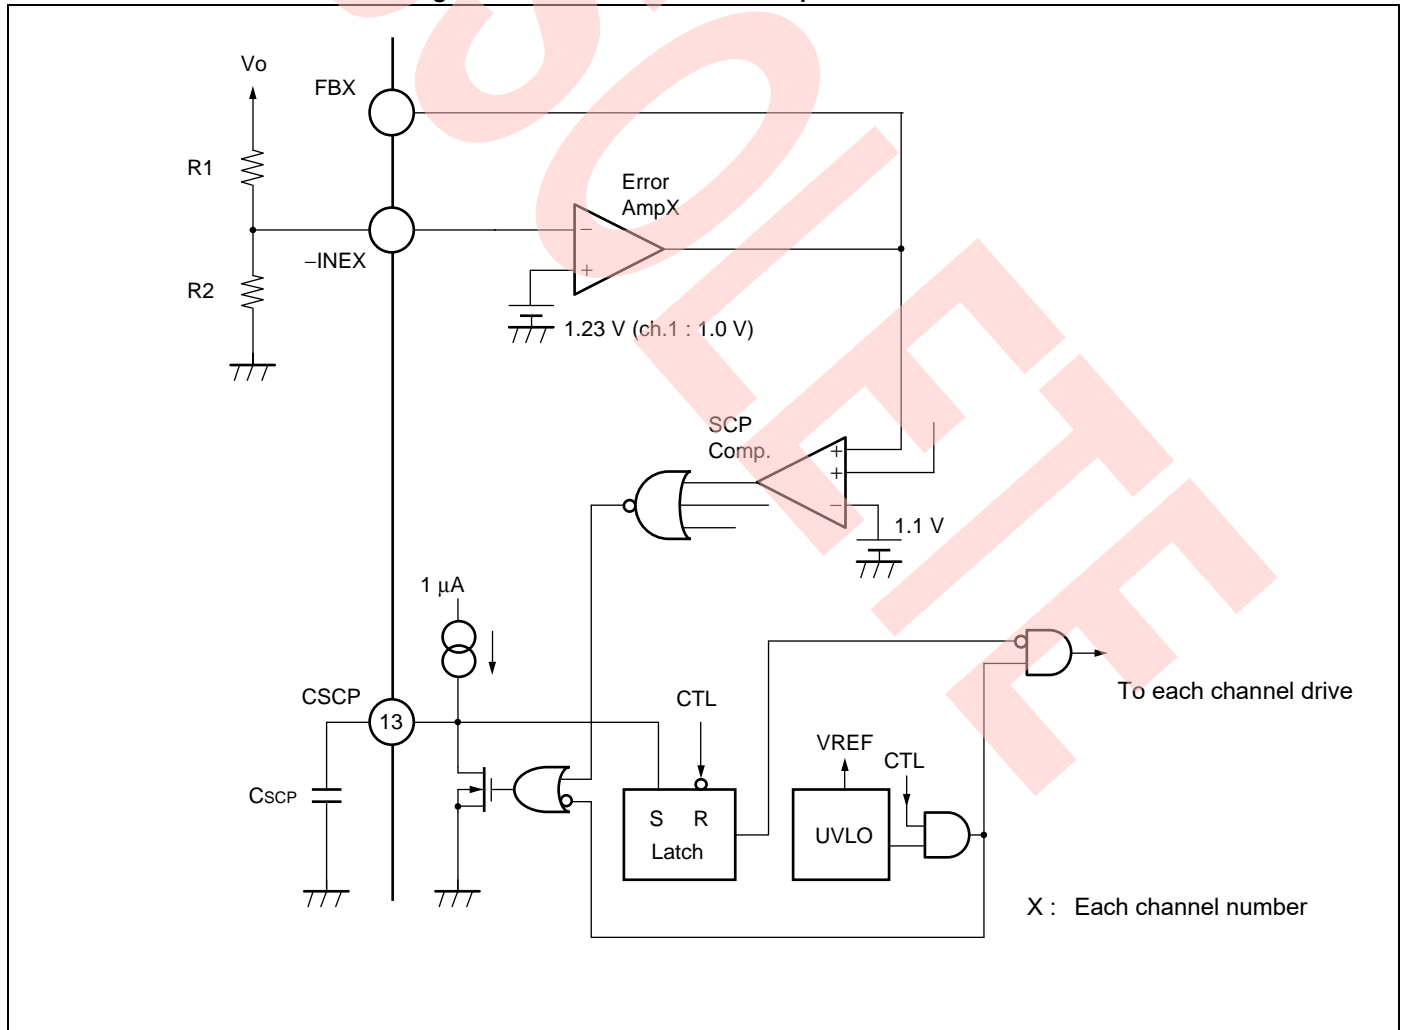 Vo
FBX
R1
Error
AmpX
−
−INEX
+
R2
1.23 V (ch.1 : 1.0 V)
SCP
Comp.
+
+
−
1.1 V
1 μA
CSCP
13
To each channel drive
CTL
VREF
CTL
CSCP
S R
Latch
UVLO
X : Each channel number
OBSOLETE